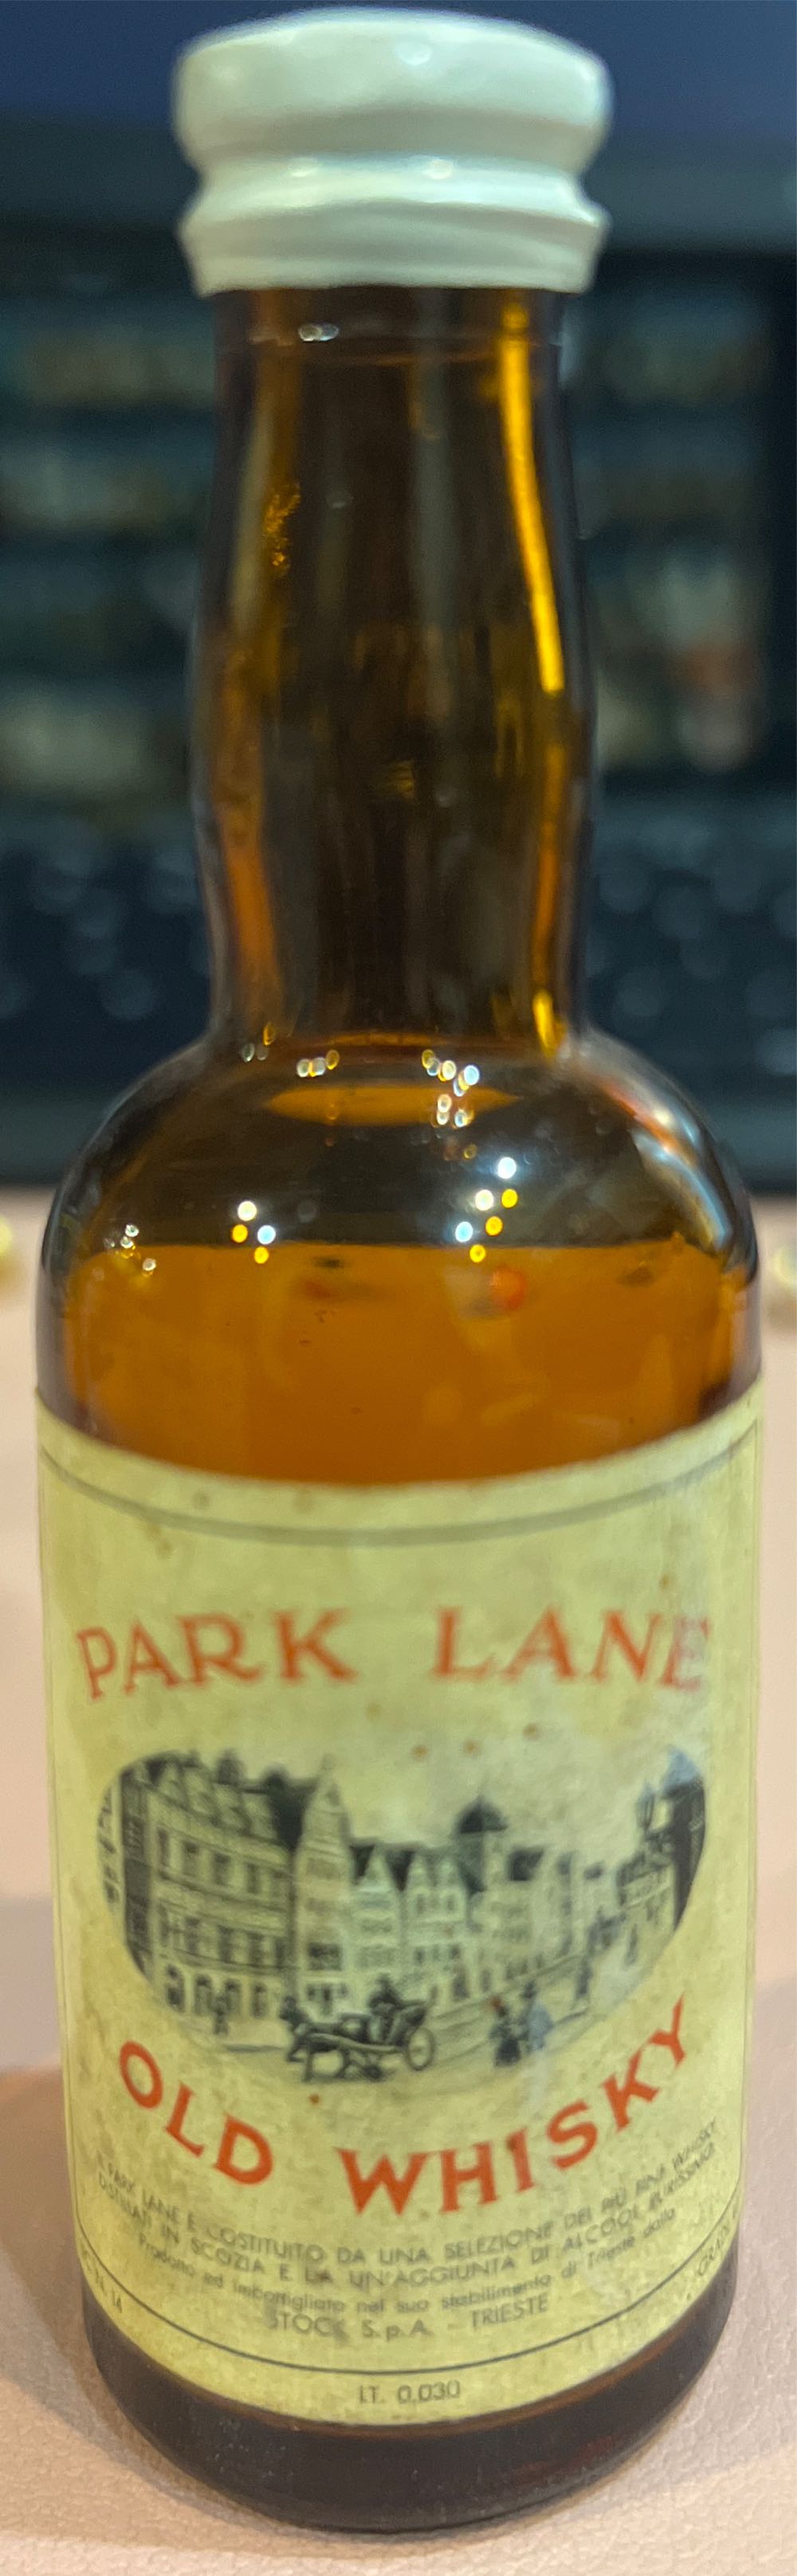 PARK LANE
OLD WHISKY
PARK LANE È COSTITUITO DA UNA SELEZIONE DEI PIÙ FINI WHISKY
DISTILLATI IN SCOZIA E DA UN'AGGIUNTA DI ALCOOL PURISSIMO
Prodotto ed imbottigliato nel suo stabilimento di Trieste dalla
STOCK S.p.A. - TRIESTE
GRADI
LT. 0,030